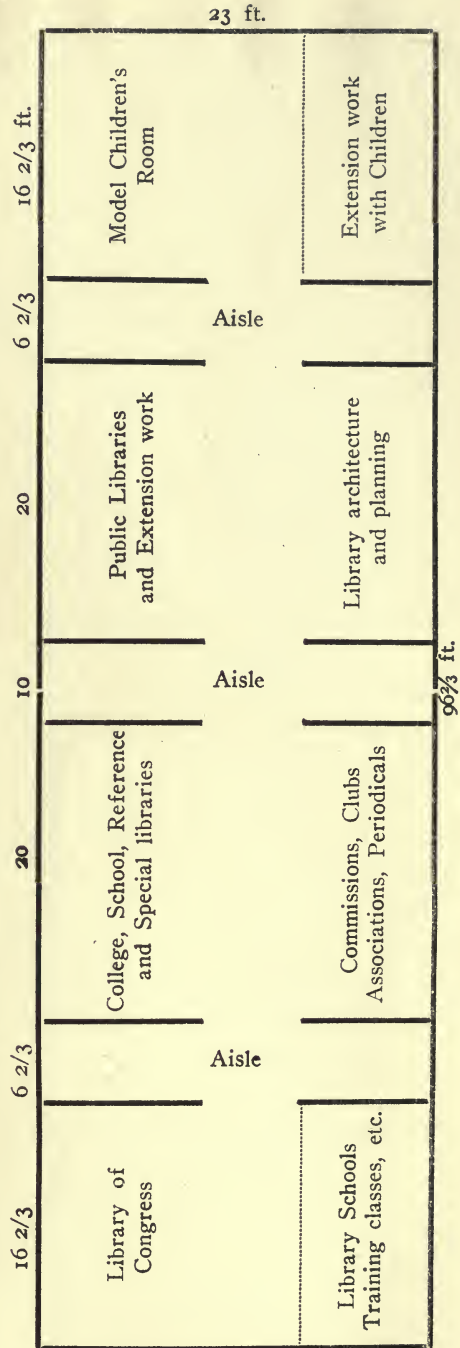 23 ft.
16 2/3 ft.
Model Children's
Room
Extension work
with Children
6 2/3
Aisle
20
Public Libraries
and Extension work
Library architecture
and planning
10
Aisle
96⅔ ft.
20
College, School, Reference
and Special libraries
Commissions, Clubs
Associations, Periodicals
6 2/3
Aisle
16 2/3
Library of
Congress
Library Schools
Training classes, etc.